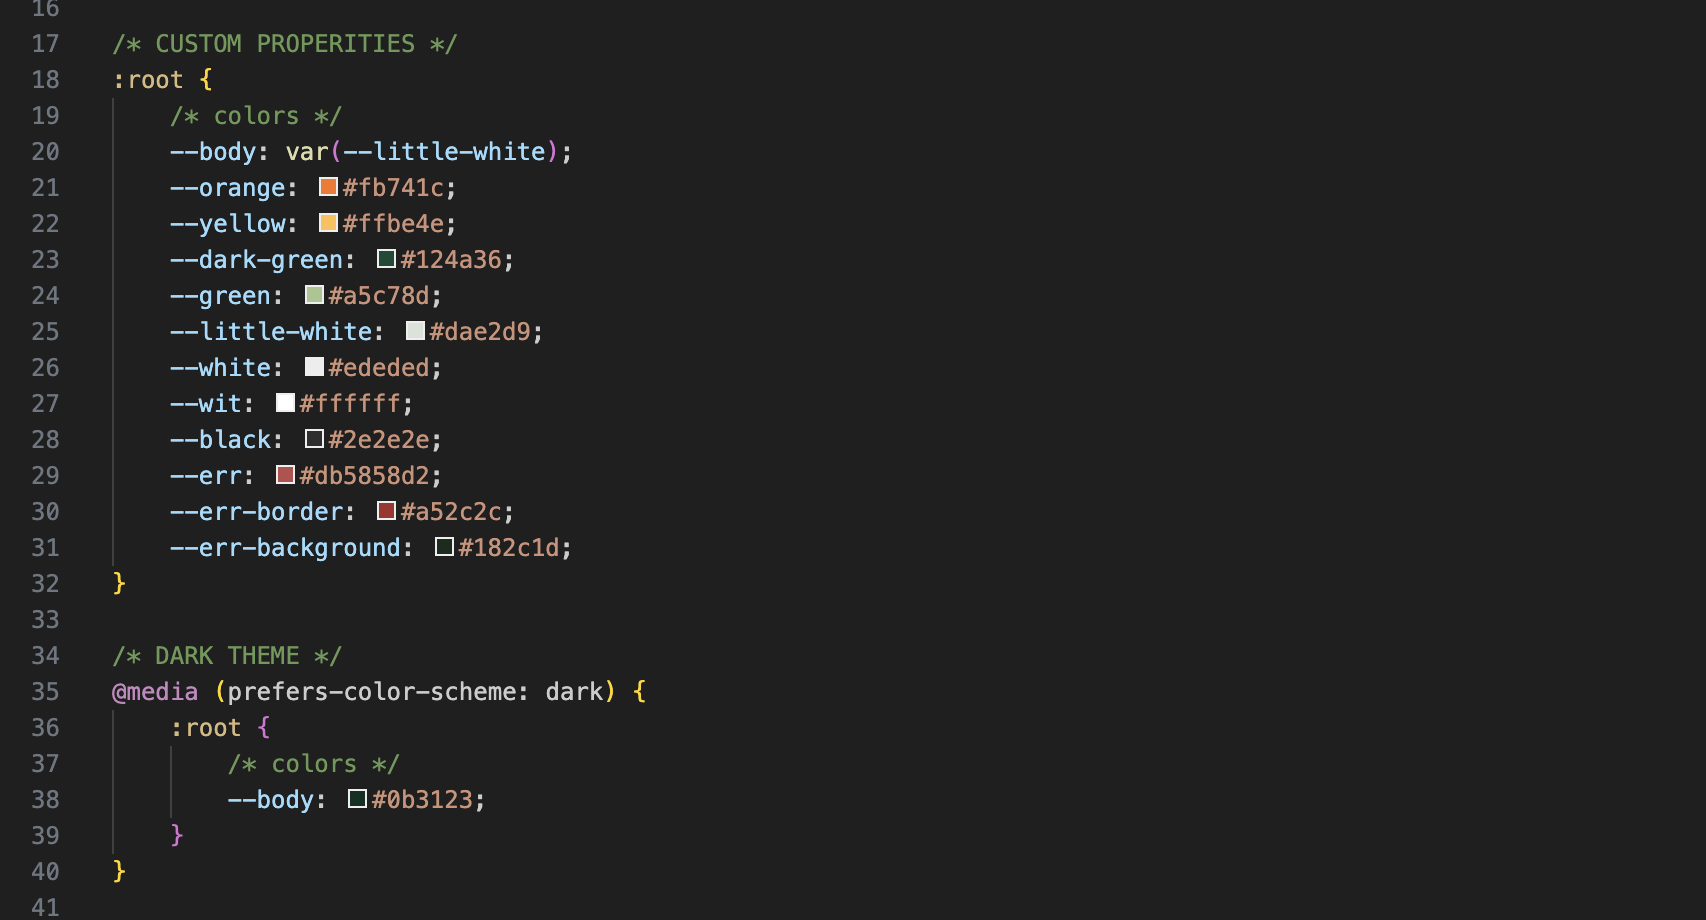 16
17 /* CUSTOM PROPERITIES */
18 :root {
19 /* colors */
20 --body: var(--little-white);
21 --orange: #fb741c;
22 --yellow: #ffbe4e;
23 --dark-green: #124a36;
24 --green: #a5c78d;
25 --little-white: #dae2d9;
26 --white: #ededed;
27 --wit: #ffffff;
28 --black: #2e2e2e;
29 --err: #db5858d2;
30 --err-border: #a52c2c;
31 --err-background: #182c1d;
32 }
33
34 /* DARK THEME */
35 @media (prefers-color-scheme: dark) {
36 :root {
37 /* colors */
38 --body: #0b3123;
39 }
40 }
41